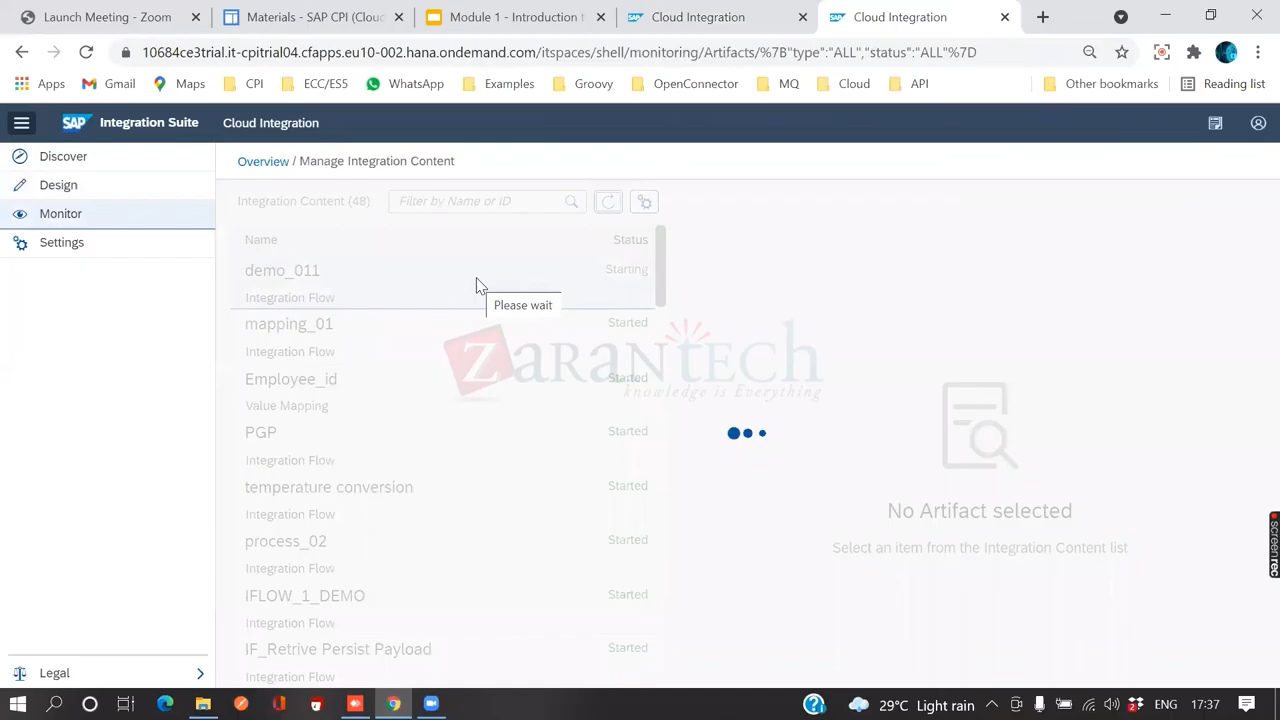 Launch Meeting - Zoom
Materials - SAP CPI (Clou
Module 1 - Introduction t
Cloud Integration
Cloud Integration
10684ce3trial.it-cpitrial04.cfapps.eu10-002.hana.ondemand.com/itspaces/shell/monitoring/Artifacts/%7B"type":"ALL","status":"ALL"%7D
Apps
Gmail
Maps
CPI
ECC/ES5
WhatsApp
Examples
Groovy
OpenConnector
MQ
Cloud
API
Other bookmarks
Reading list
SAP Integration Suite
Cloud Integration
Discover
Design
Monitor
Settings
Legal
Overview / Manage Integration Content
Integration Content (48)
Filter by Name or ID
Name
Status
demo_011
Starting
Integration Flow
Please wait
mapping_01
Started
Integration Flow
Employee_id
Started
Value Mapping
PGP
Started
Integration Flow
temperature conversion
Started
Integration Flow
process_02
Started
Integration Flow
IFLOW_1_DEMO
Started
Integration Flow
IF_Retrive Persist Payload
Started
Integration Flow
ZaranTech
knowledge is Everything
No Artifact selected
Select an item from the Integration Content list
screenrec
29°C Light rain
2
ENG
17:37